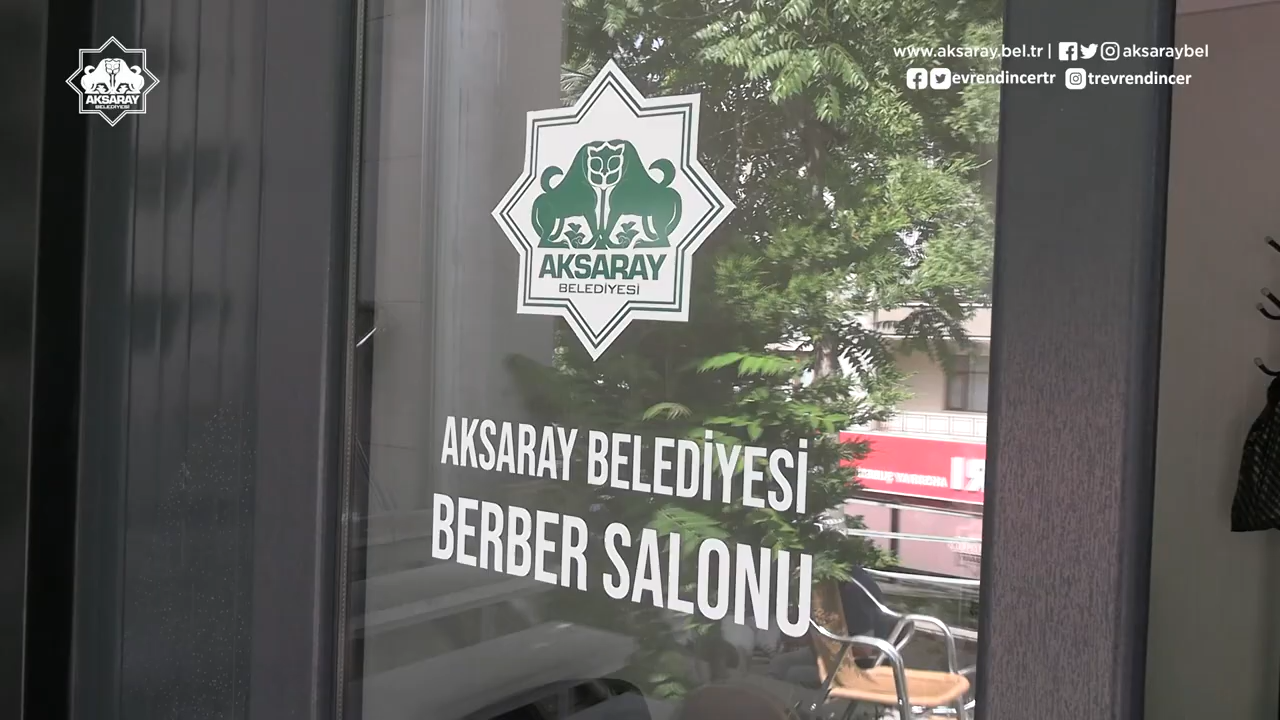 AKSARAY
BELEDİYESİ
www.aksaray.bel.tr | aksaraybel
evrendincertr trevrendincer
AKSARAY
BELEDİYESİ
AKSARAY BELEDİYESİ
BERBER SALONU